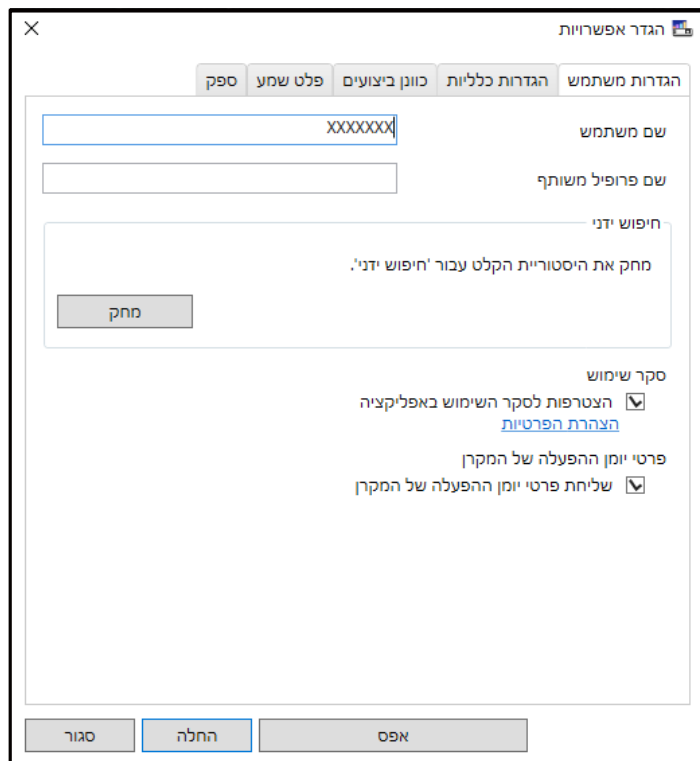 הגדר אפשרויות
הגדרות משתמש הגדרות כלליות כוונן ביצועים פלט שמע ספק
שם משתמש XXXXXXX
שם פרופיל משותף
חיפוש ידני
מחק את היסטוריית הקלט עבור 'חיפוש ידני'.
מחק
סקר שימוש
הצטרפות לסקר השימוש באפליקציה
הצהרת הפרטיות
פרטי יומן ההפעלה של המקרן
שליחת פרטי יומן ההפעלה של המקרן
אפס החלה סגור